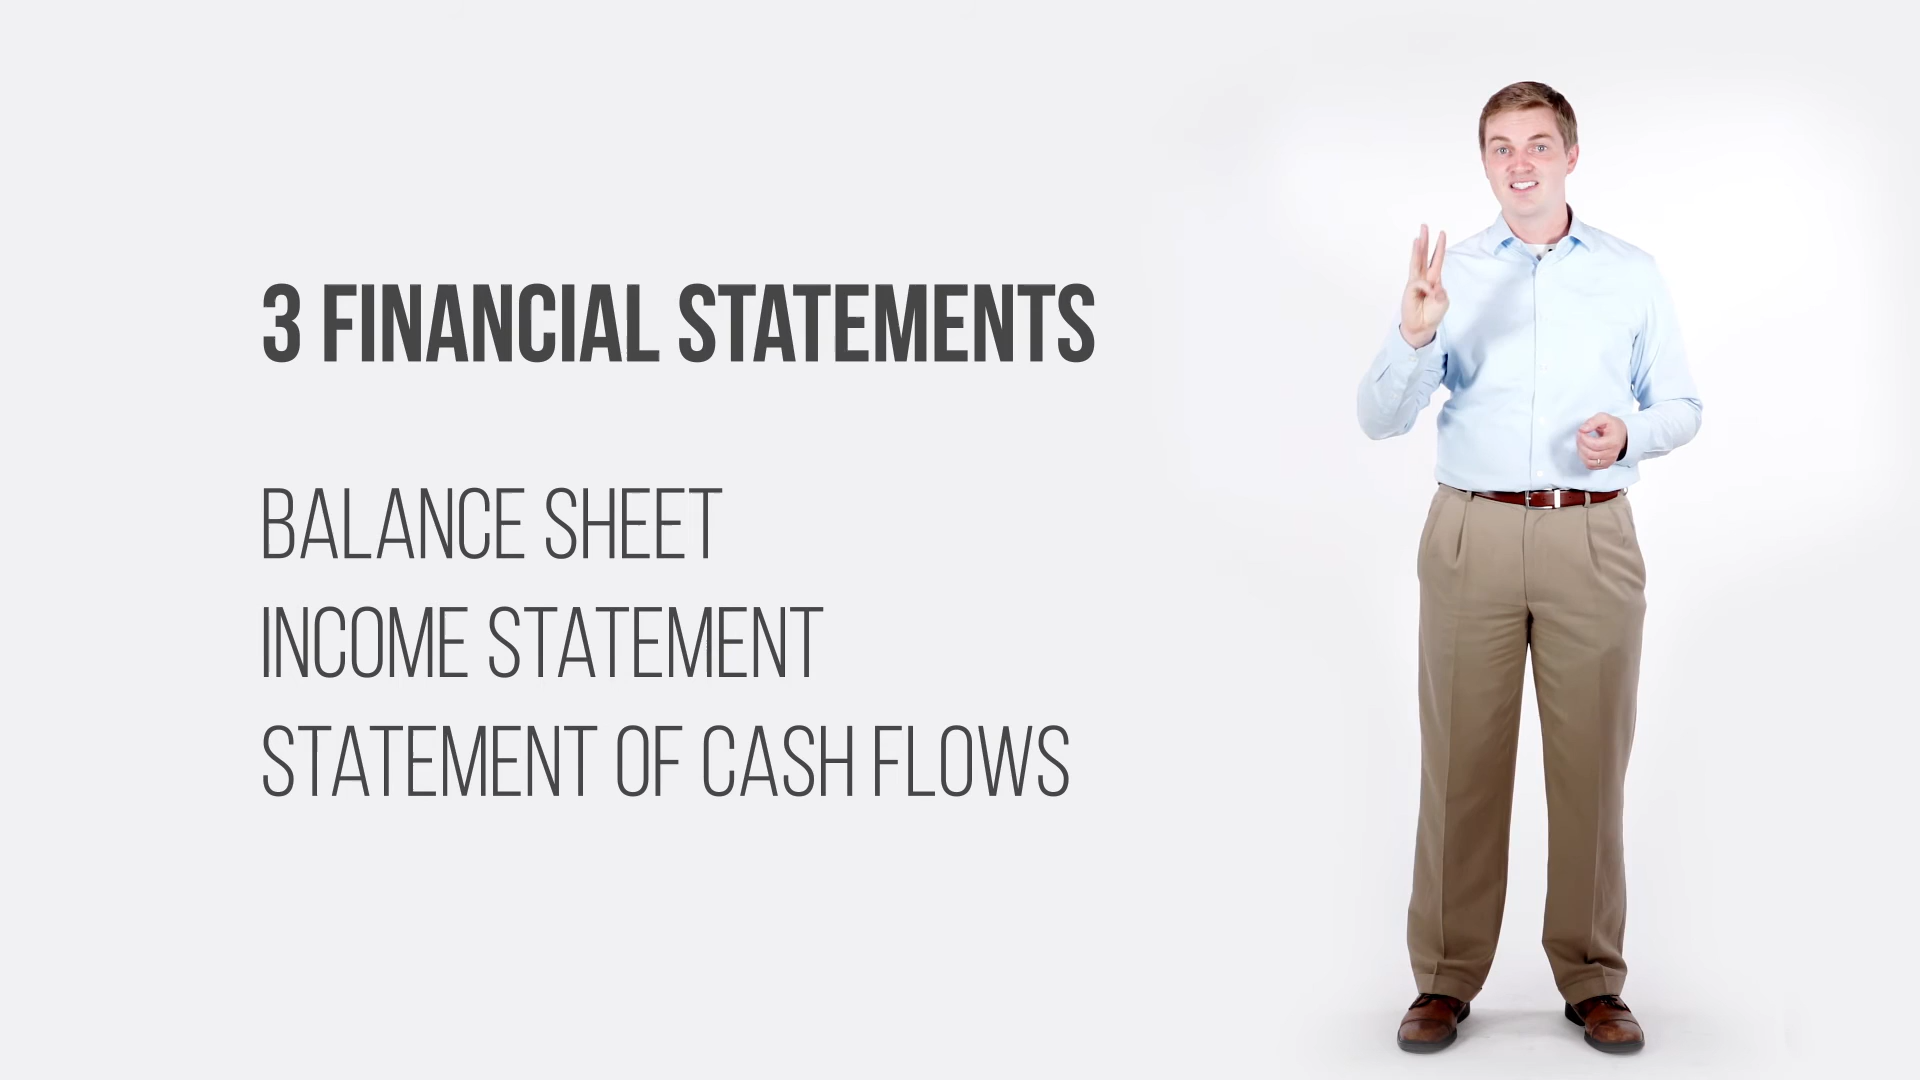 3 FINANCIAL STATEMENTS
BALANCE SHEET
INCOME STATEMENT
STATEMENT OF CASH FLOWS